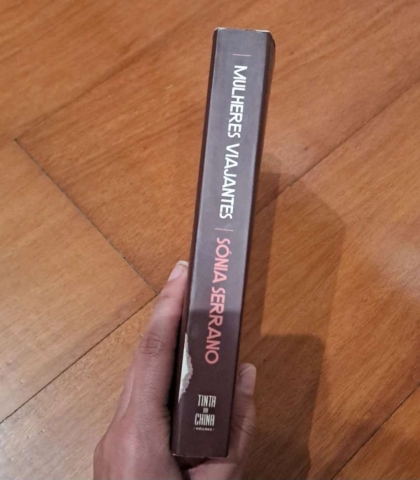 MULHERES VIAJANTES
SÓNIA SERRANO
TINTA
DA
CHINA